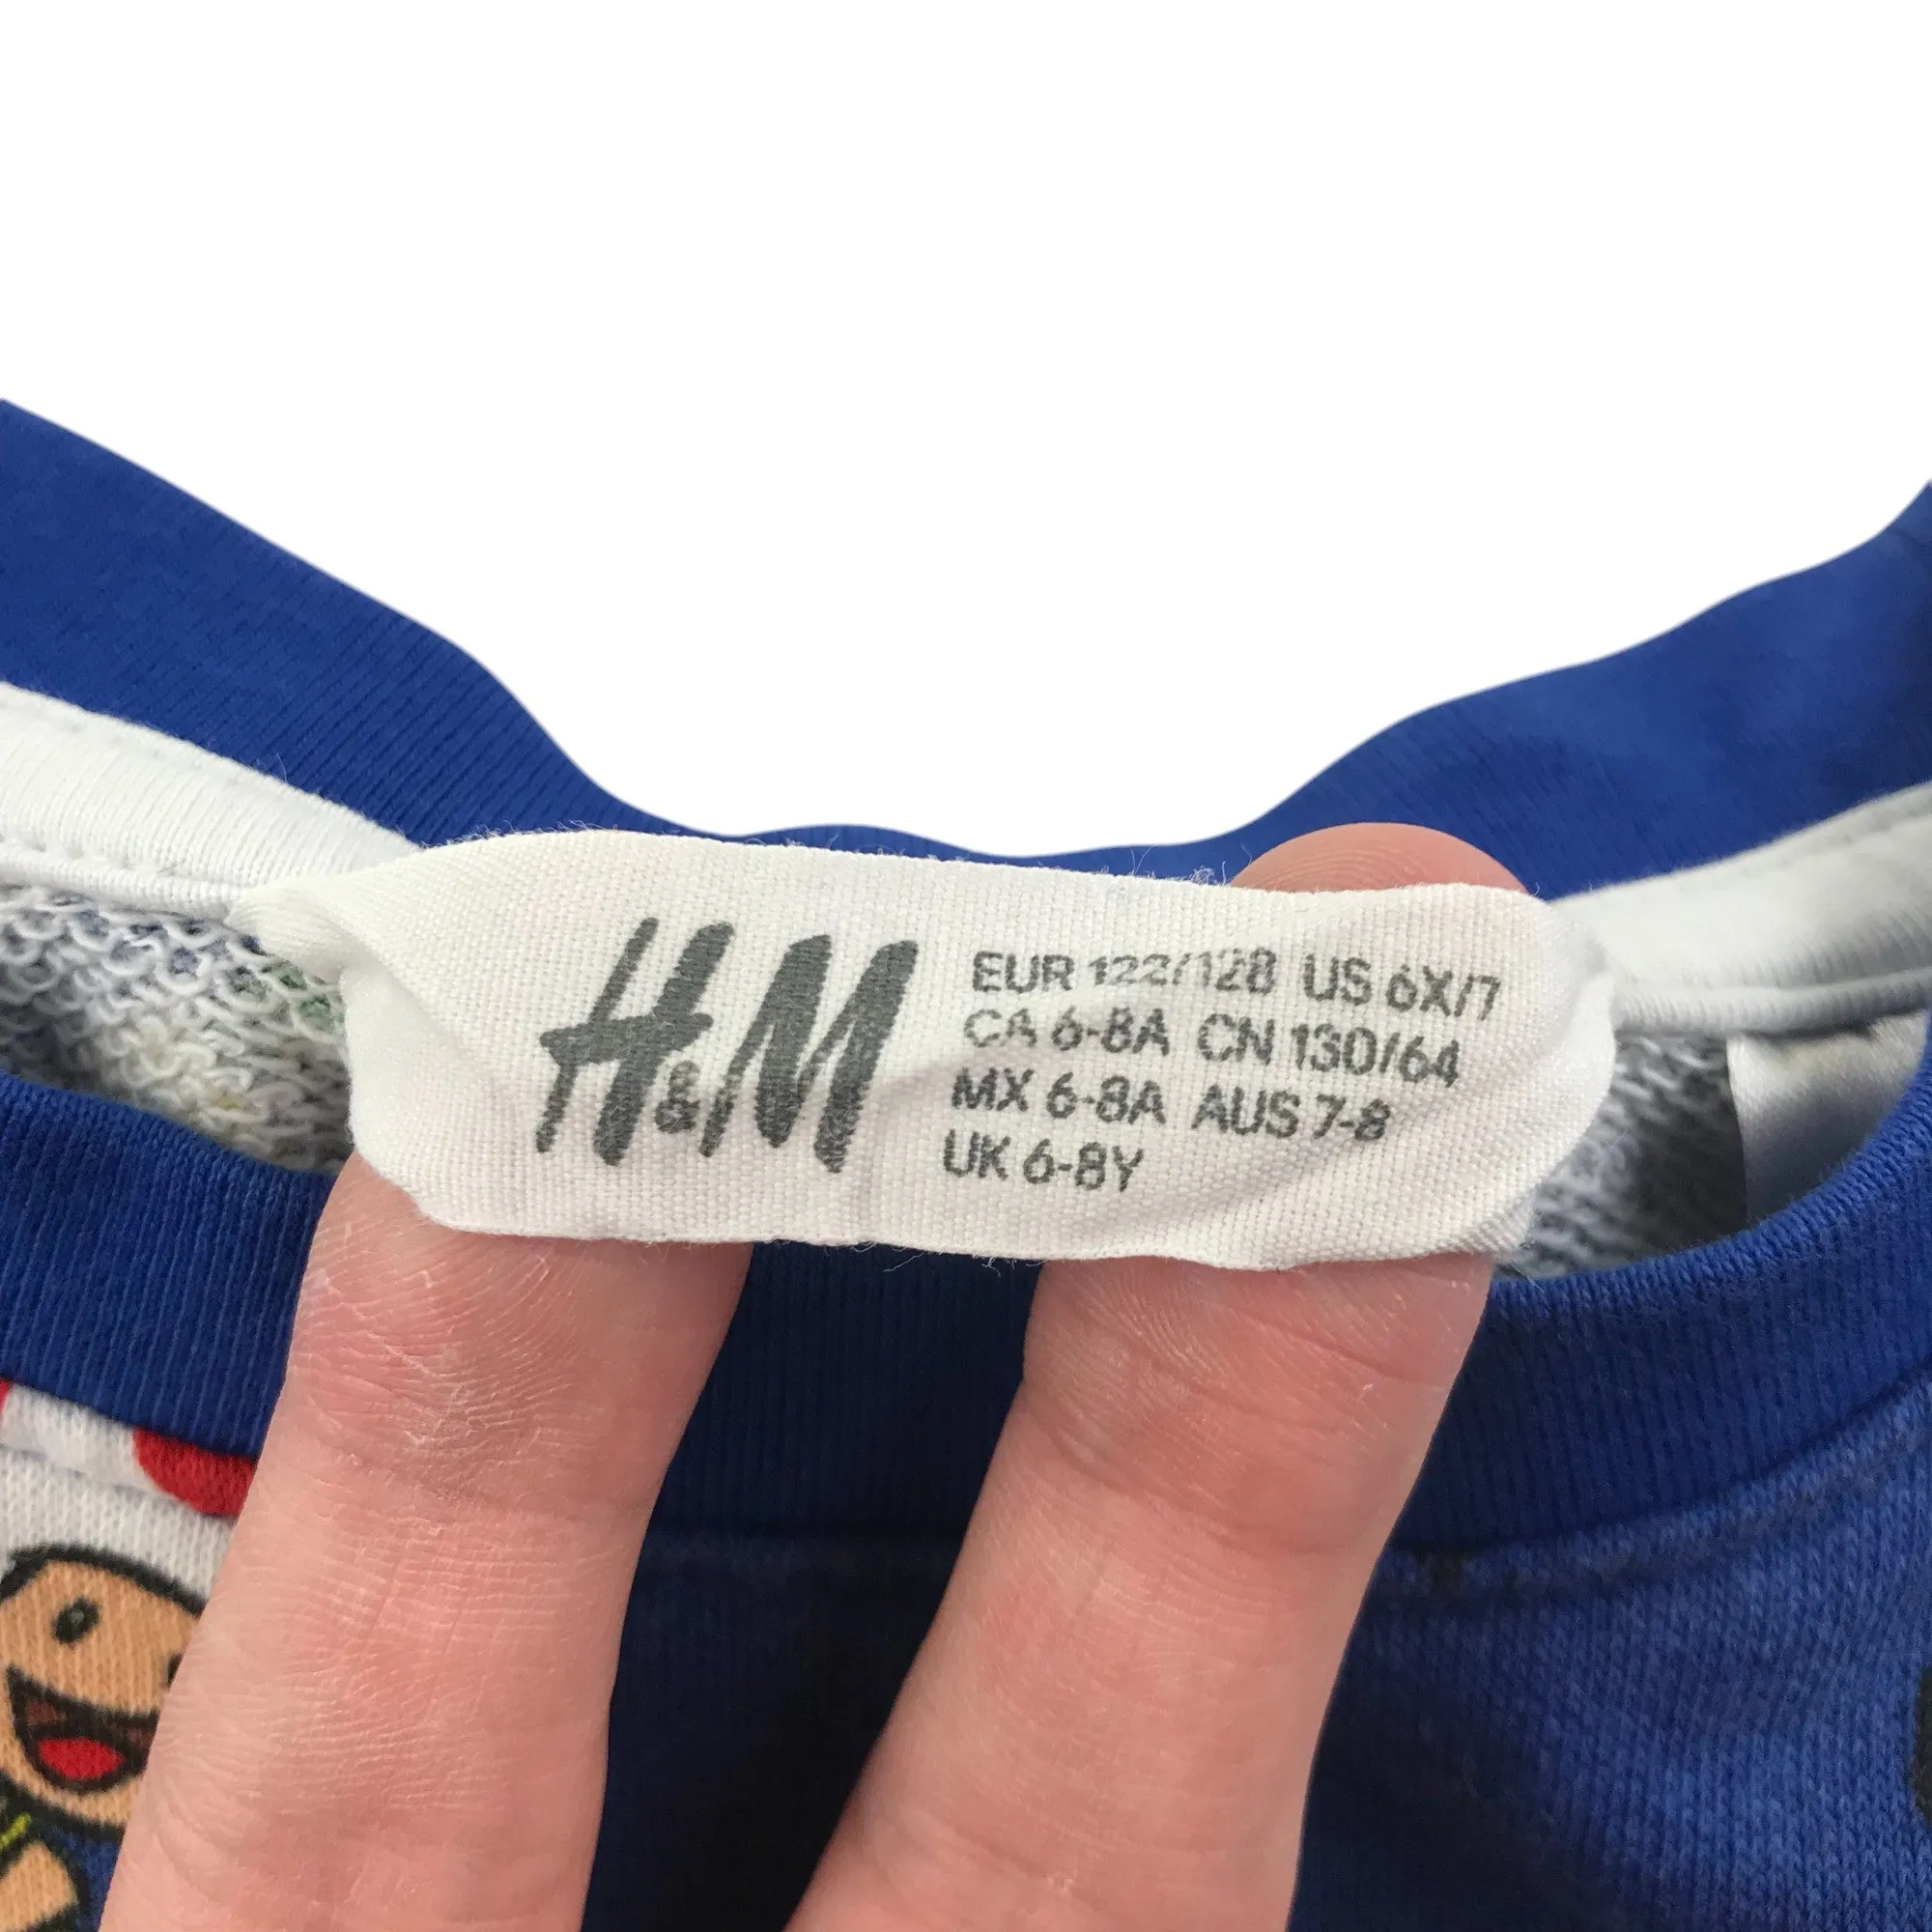 H&M
EUR 122/128 US 6X/7
CA 6-8A CN 130/64
MX 6-8A AUS 7-8
UK 6-8Y